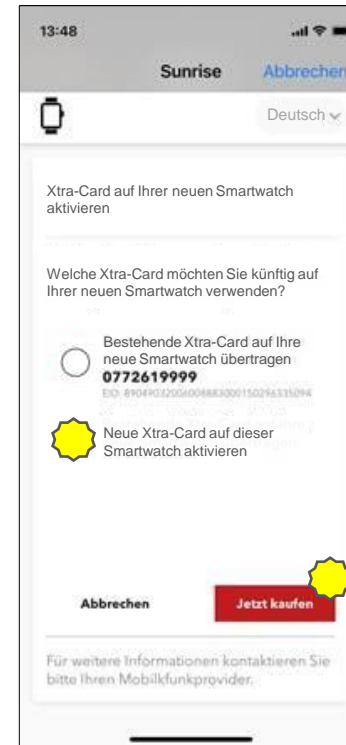 13:48
Sunrise Abbrechen
Deutsch
Xtra-Card auf Ihrer neuen Smartwatch
aktivieren
Welche Xtra-Card möchten Sie künftig auf
Ihrer neuen Smartwatch verwenden?
Bestehende Xtra-Card auf Ihre
neue Smartwatch übertragen
0772619999
Neue Xtra-Card auf dieser
Smartwatch aktivieren
Abbrechen Jetzt kaufen
Für weitere Informationen kontaktieren Sie
bitte Ihren Mobilfunkprovider.